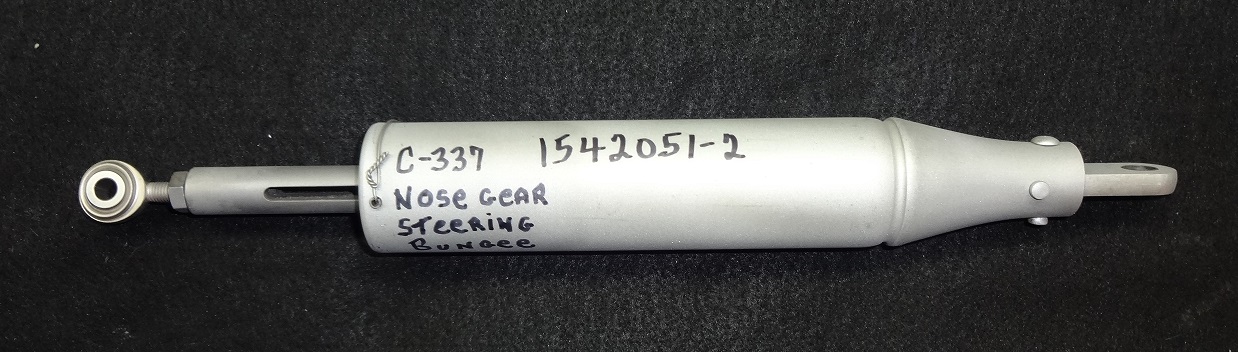 C-337 1542051-2
NOSE GEAR
STEERING
BUNGEE